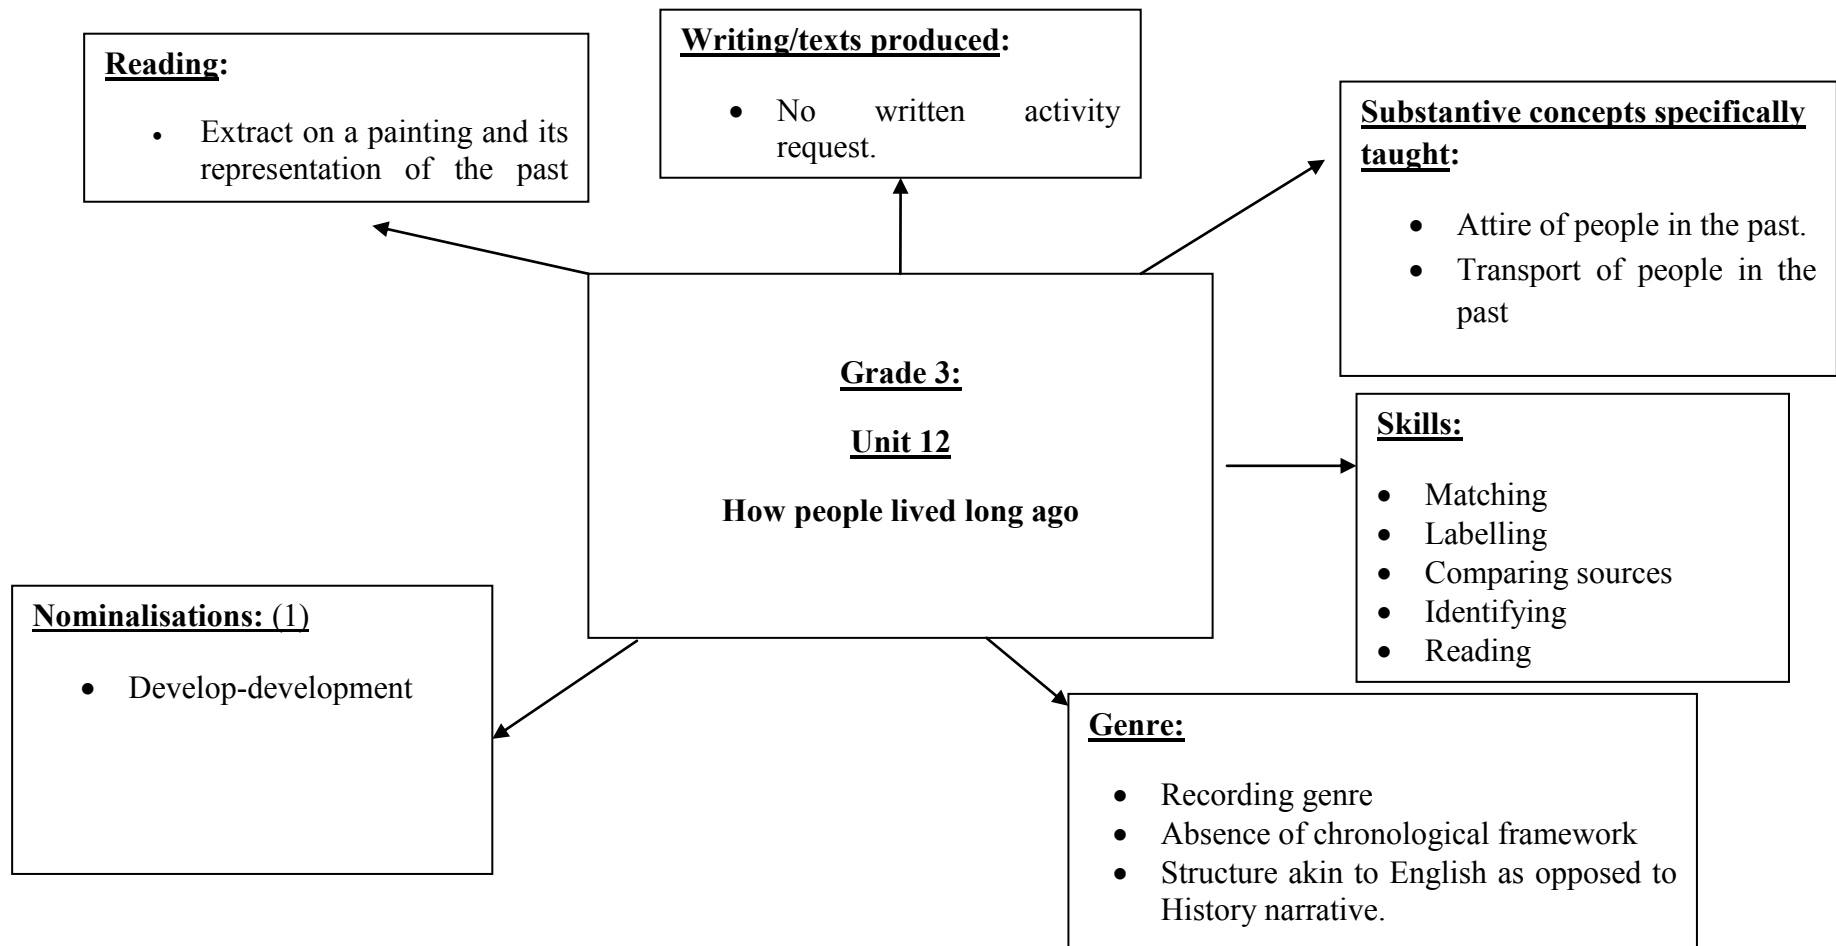 Reading:
• Extract on a painting and its
representation of the past
Writing/texts produced:
• No written activity
request.
Substantive concepts specifically
taught:
• Attire of people in the past.
• Transport of people in the
past
Grade 3:
Unit 12
How people lived long ago
Skills:
• Matching
• Labelling
• Comparing sources
• Identifying
• Reading
Nominalisations: (1)
• Develop-development
Genre:
• Recording genre
• Absence of chronological framework
• Structure akin to English as opposed to
History narrative.